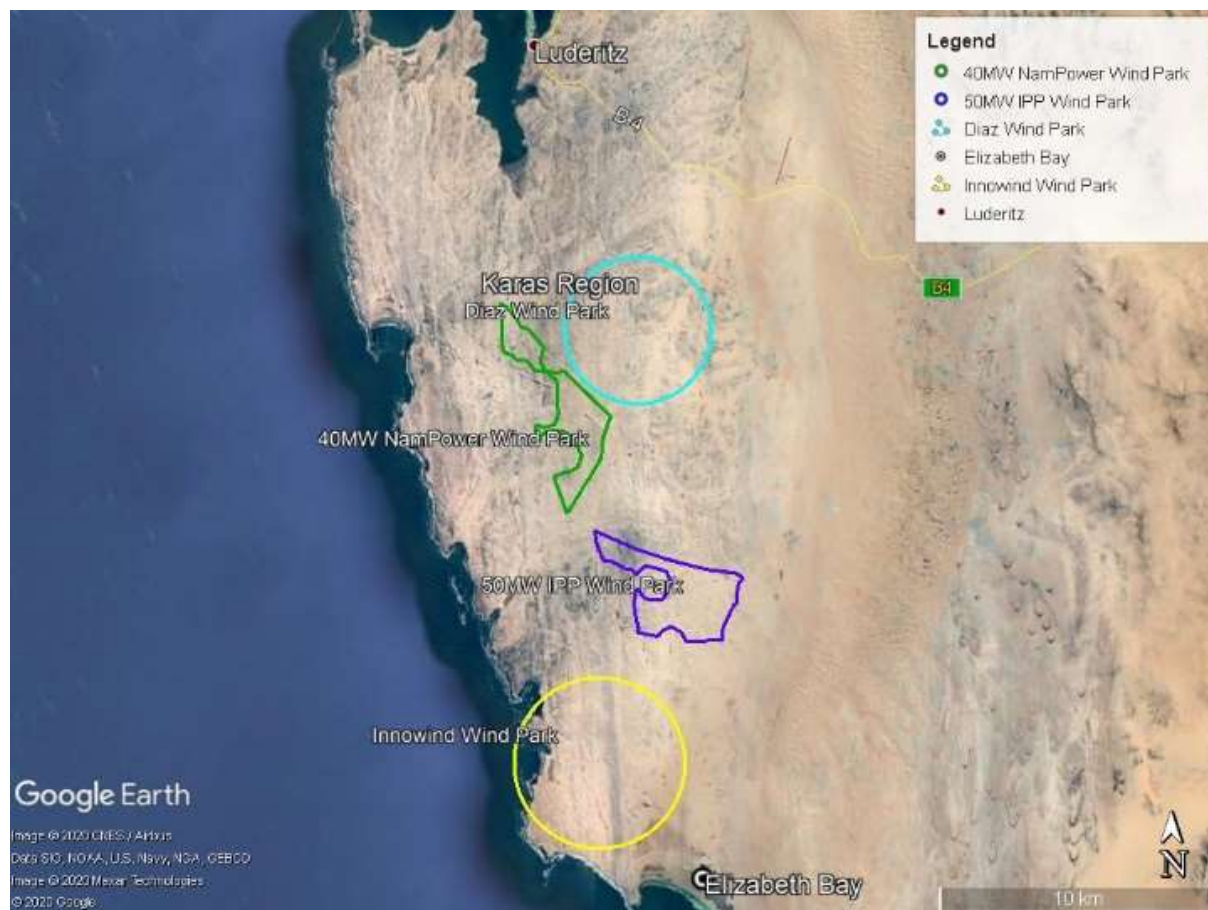 Luderitz
B4
Legend
40MW NamPower Wind Park
50MW IPP Wind Park
Diaz Wind Park
Elizabeth Bay
Innowind Wind Park
Luderitz
B4
Karas Region
Diaz Wind Park
40MW NamPower Wind Park
50MW IPP Wind Park
Innowind Wind Park
Google Earth
Image © 2020 CNES / Airbus
Data SIO, NOAA, U.S. Navy, NGA, GEBCO
Image © 2020 Maxar Technologies
© 2020 Google
Elizabeth Bay
10 km
N